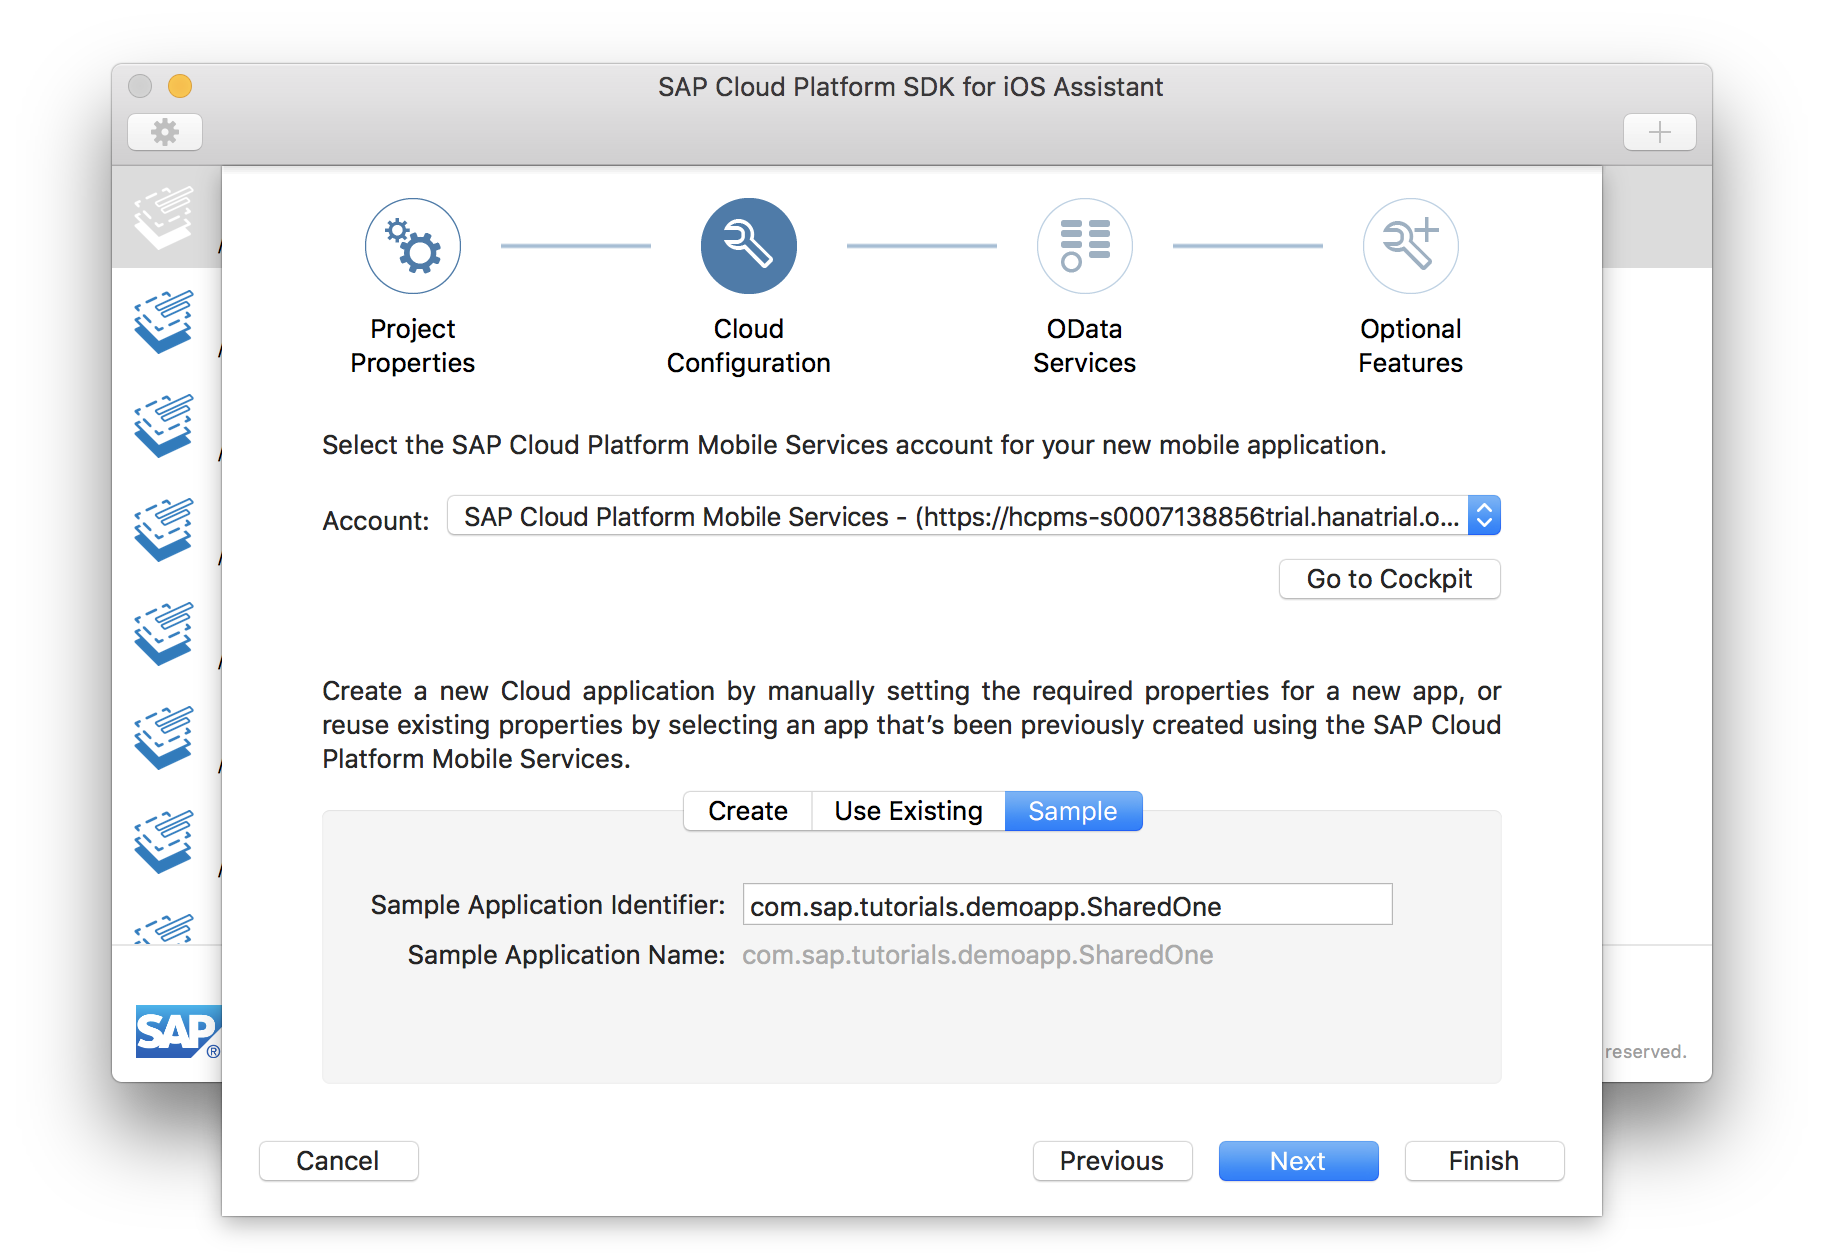 SAP Cloud Platform SDK for iOS Assistant
Project
Properties
Cloud
Configuration
OData
Services
Optional
Features
Select the SAP Cloud Platform Mobile Services account for your new mobile application.
Account: SAP Cloud Platform Mobile Services - (https://hcpms-s0007138856trial.hanatrial.o...
Go to Cockpit
Create a new Cloud application by manually setting the required properties for a new app, or
reuse existing properties by selecting an app that’s been previously created using the SAP Cloud
Platform Mobile Services.
Create Use Existing Sample
Sample Application Identifier: com.sap.tutorials.demoapp.SharedOne
Sample Application Name: com.sap.tutorials.demoapp.SharedOne
SAP®
reserved.
Cancel Previous Next Finish